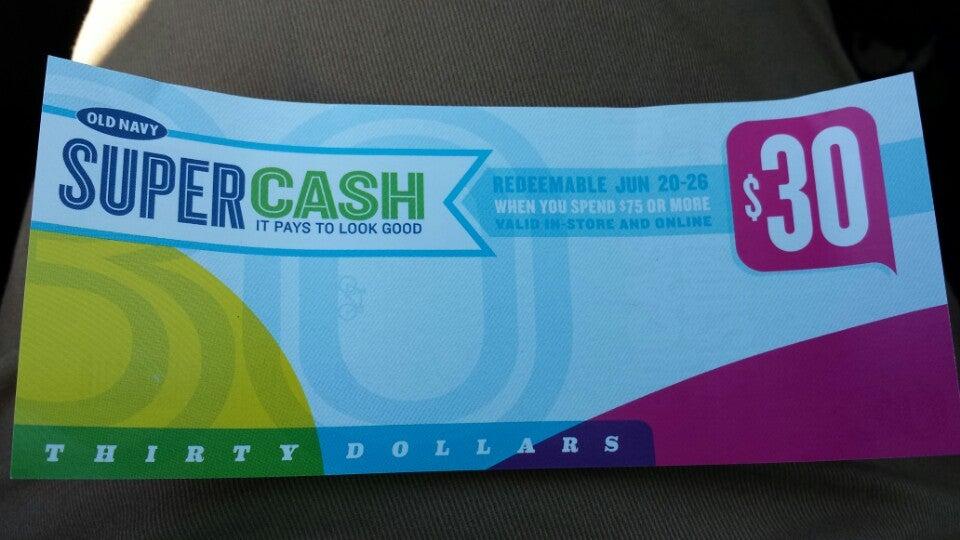 OLD NAVY
SUPERCASH
IT PAYS TO LOOK GOOD
REDEEMABLE JUN 20-26
WHEN YOU SPEND $75 OR MORE
VALID IN-STORE AND ONLINE
$30
THIRTY DOLLARS